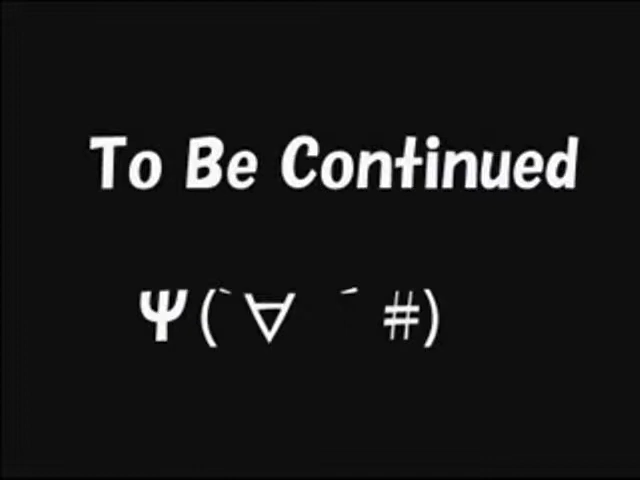 To Be Continued
Ψ(`∀ ´#)